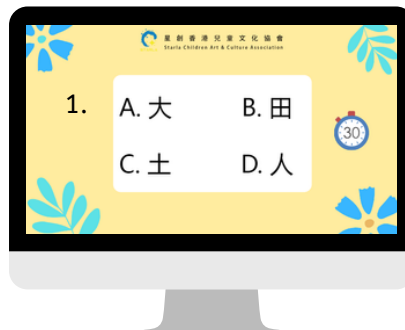 星創香港兒童文化協會
Starla Children Art & Culture Association
1.
A. 大 B. 田
30
C. 土 D. 人